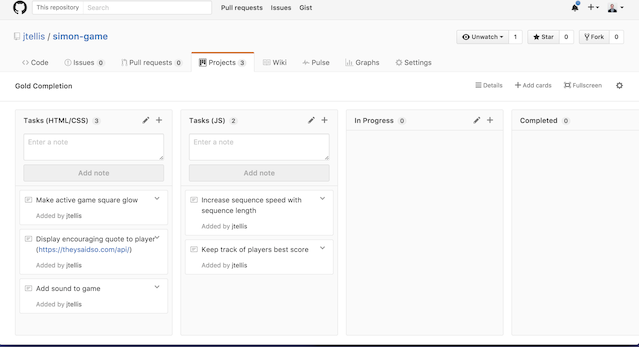 This repository Search
Pull requests Issues Gist
jtellis / simon-game
Unwatch 1 Star 0 Fork 0
Code Issues 0 Pull requests 0 Projects 3 Wiki Pulse Graphs Settings
Gold Completion
Details Add cards Fullscreen
Tasks (HTML/CSS) 3
Enter a note
Add note
Make active game square glow
Added by jtellis
Display encouraging quote to player
(https://theysaidso.com/api/)
Added by jtellis
Add sound to game
Added by jtellis
Tasks (JS) 2
Enter a note
Add note
Increase sequence speed with
sequence length
Added by jtellis
Keep track of players best score
Added by jtellis
In Progress 0
Completed 0